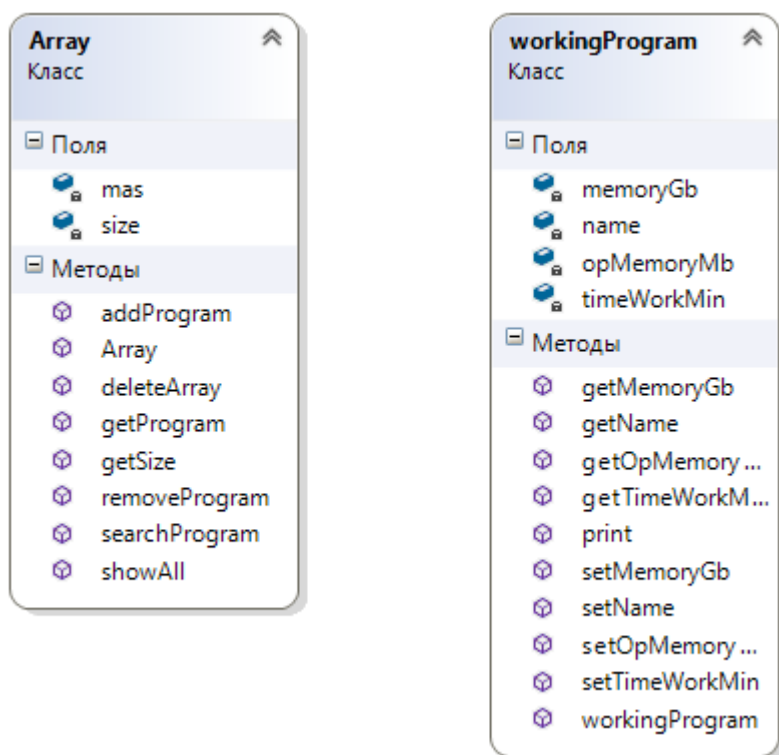 Array
Класс
Поля
mas
size
Методы
addProgram
Array
deleteArray
getProgram
getSize
removeProgram
searchProgram
showAll
workingProgram
Класс
Поля
memoryGb
name
opMemoryMb
timeWorkMin
Методы
getMemoryGb
getName
getOpMemory...
getTimeWorkM...
print
setMemoryGb
setName
setOpMemory...
setTimeWorkMin
workingProgram